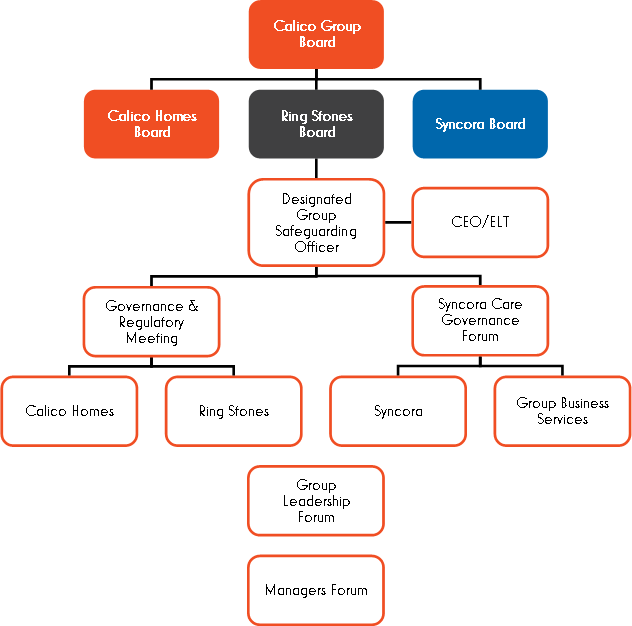 Calico Group
Board
Calico Homes
Board
Ring Stones
Board
Syncora Board
Designated
Group
Safeguarding
Officer
CEO/ELT
Governance &
Regulatory
Meeting
Syncora Care
Governance
Forum
Calico Homes
Ring Stones
Syncora
Group Business
Services
Group
Leadership
Forum
Managers Forum